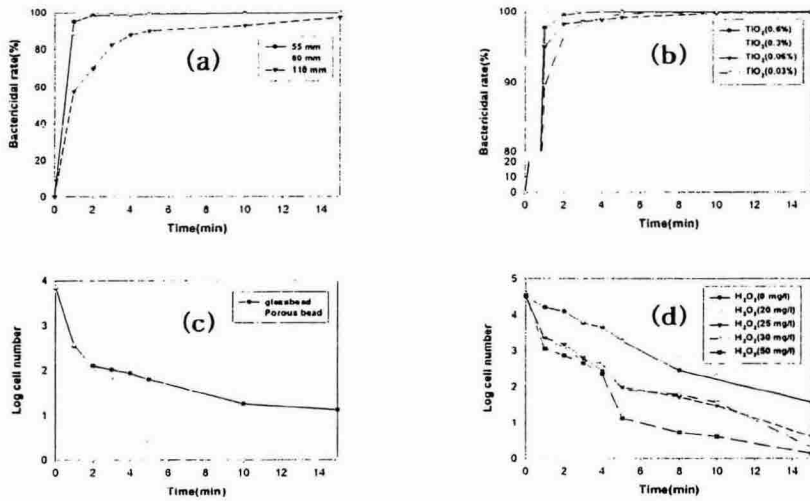 100
80
60
40
20
0
Bactericidal rate(%)
(a)
55 mm
80 mm
110 mm
0 2 4 6 8 10 12 14
Time(min)
100
90
80
20
10
0
Bactericidal rate(%)
(b)
TiO2(0.6%)
TiO2(0.3%)
TiO2(0.06%)
TiO2(0.03%)
0 2 4 6 8 10 12 14
Time(min)
4
3
2
1
0
Log cell number
(c)
glassbead
Porous bead
0 2 4 6 8 10 12 14
Time(min)
5
4
3
2
1
0
Log cell number
(d)
H2O2(0 mg/l)
H2O2(20 mg/l)
H2O2(25 mg/l)
H2O2(30 mg/l)
H2O2(50 mg/l)
0 2 4 6 8 10 12 14
Time(min)